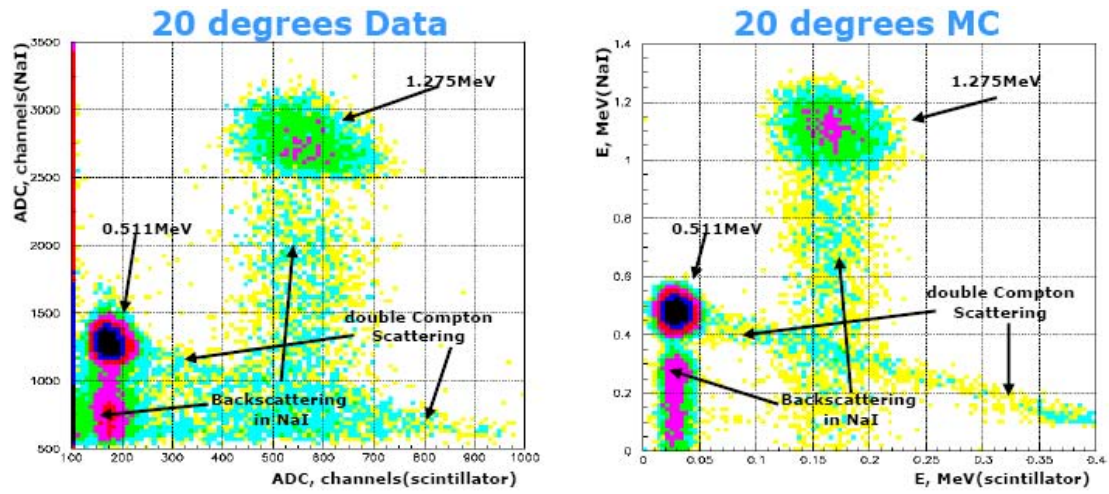 20 degrees Data
ADC, channels(NaI)
3500
3000
2500
2000
1500
1000
500
1.275MeV
0.511MeV
double Compton
Scattering
Backscattering
in NaI
100 200 300 400 500 600 700 800 900 1000
ADC, channels(scintillator)
20 degrees MC
E, MeV(NaI)
1.4
1.2
1
0.8
0.6
0.4
0.2
0
1.275MeV
0.511MeV
double Compton
Scattering
Backscattering
in NaI
0 0.05 0.1 0.15 0.2 0.25 0.3 0.35 0.4
E, MeV(scintillator)